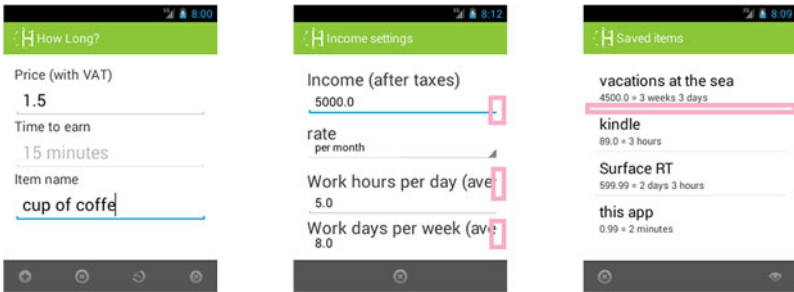 8:00
How Long?
Price (with VAT)
1.5
Time to earn
15 minutes
Item name
cup of coffe
8:12
Income settings
Income (after taxes)
5000.0
rate
per month
Work hours per day (ave
5.0
Work days per week (ave
8.0
8:09
Saved items
vacations at the sea
4500.0 = 3 weeks 3 days
kindle
89.0 = 3 hours
Surface RT
599.99 = 2 days 3 hours
this app
0.99 = 2 minutes